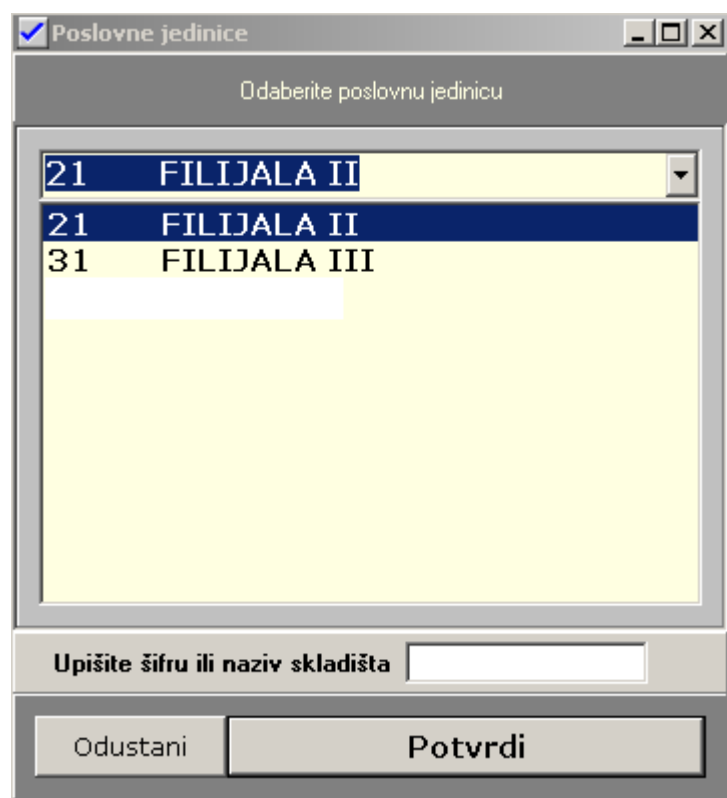 Poslovne jedinice
Odaberite poslovnu jedinicu
21 FILIJALA II
21 FILIJALA II
31 FILIJALA III
Upišite šifru ili naziv skladišta
Odustani Potvrdi